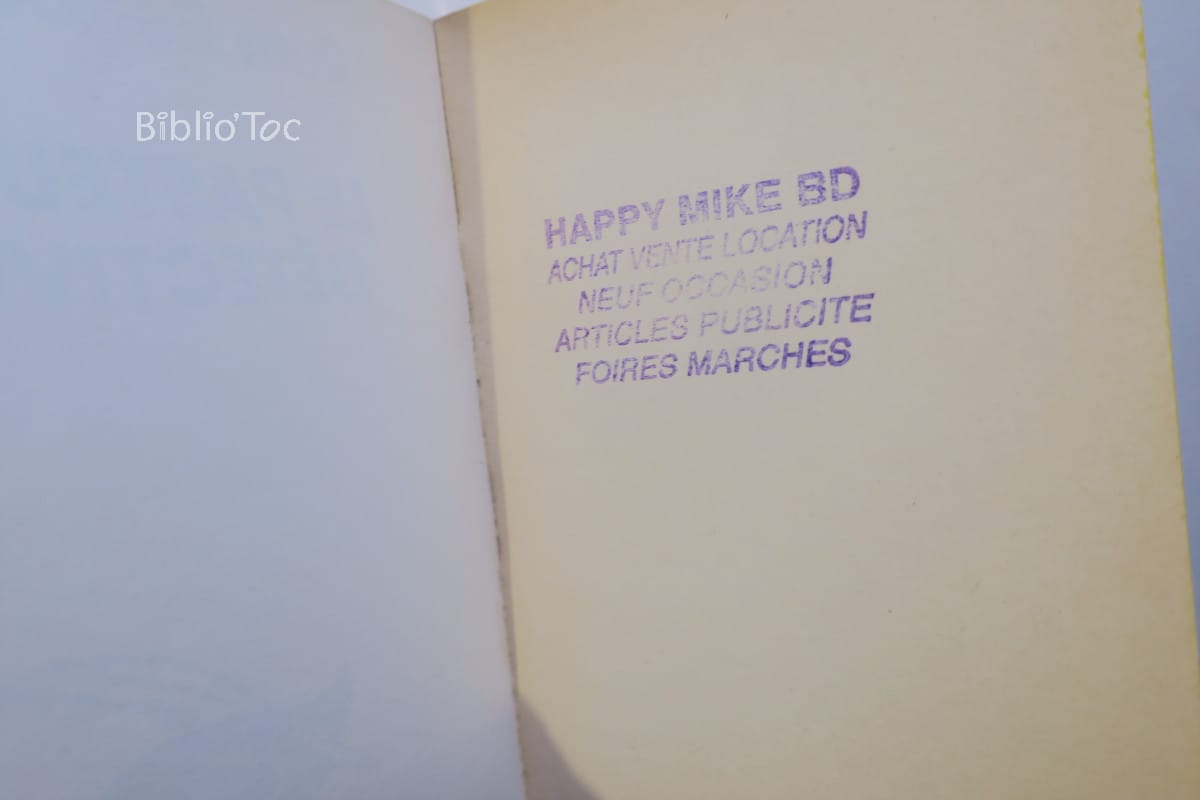 Biblio'Toc
HAPPY MIKE BD
ACHAT VENTE LOCATION
NEUF OCCASION
ARTICLES PUBLICITE
FOIRES MARCHES